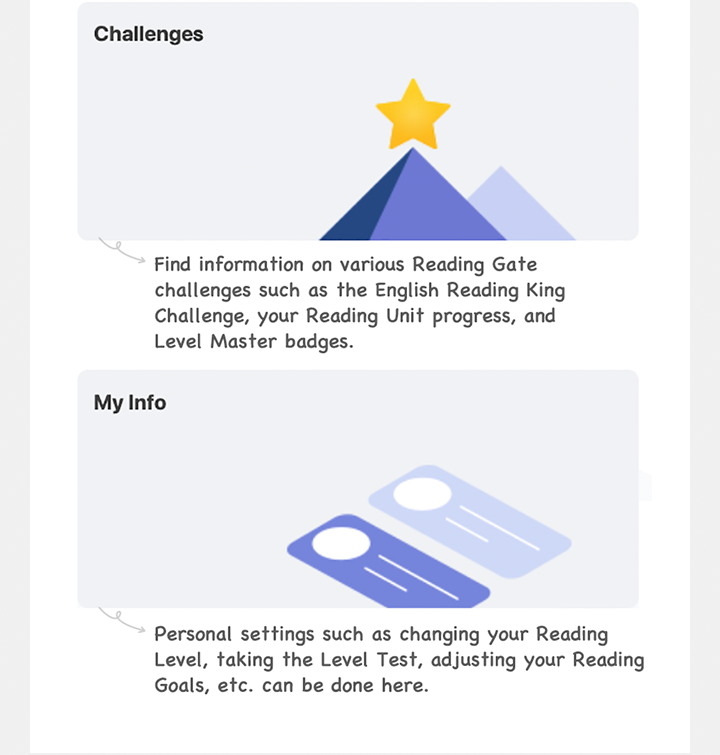 Challenges
Find information on various Reading Gate
challenges such as the English Reading King
Challenge, your Reading Unit progress, and
Level Master badges.
My Info
Personal settings such as changing your Reading
Level, taking the Level Test, adjusting your Reading
Goals, etc. can be done here.